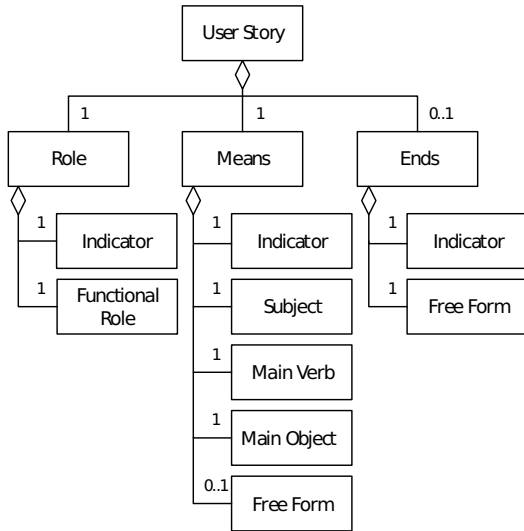 User Story
1
1
0..1
Role
Means
Ends
1
Indicator
1
Functional
Role
1
Indicator
1
Subject
1
Main Verb
1
Main Object
0..1
Free Form
1
Indicator
1
Free Form